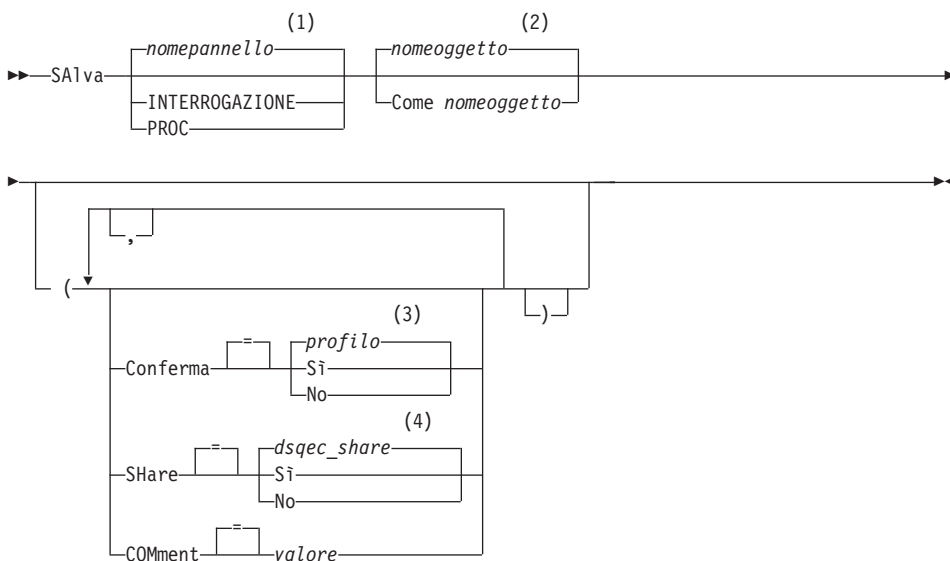 (1) (2)
nomepannello nomeoggetto
SAlva
INTERROGAZIONE Come nomeoggetto
PROC
,
(
)
(3)
= profilo
Conferma Sì
No
(4)
= dsqec_share
SHare Sì
No
=
COMment valore